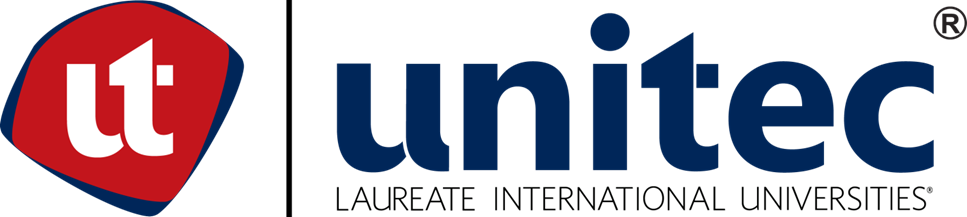 ut
unitec®
LAUREATE INTERNATIONAL UNIVERSITIES®